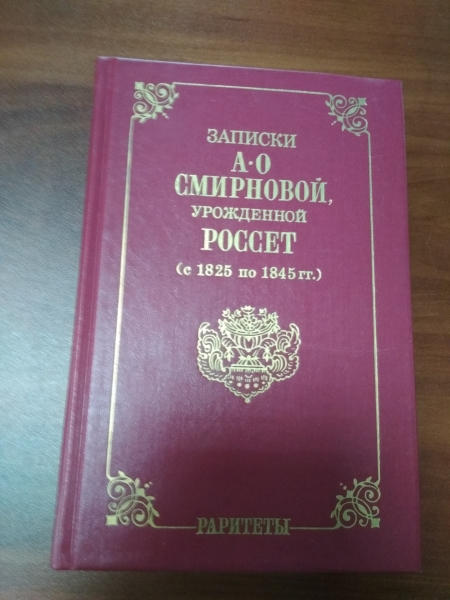 ЗАПИСКИ
А·О
СМИРНОВОЙ,
УРОЖДЕННОЙ
РОССЕТ
(с 1825 по 1845 гг.)
РАРИТЕТЫ